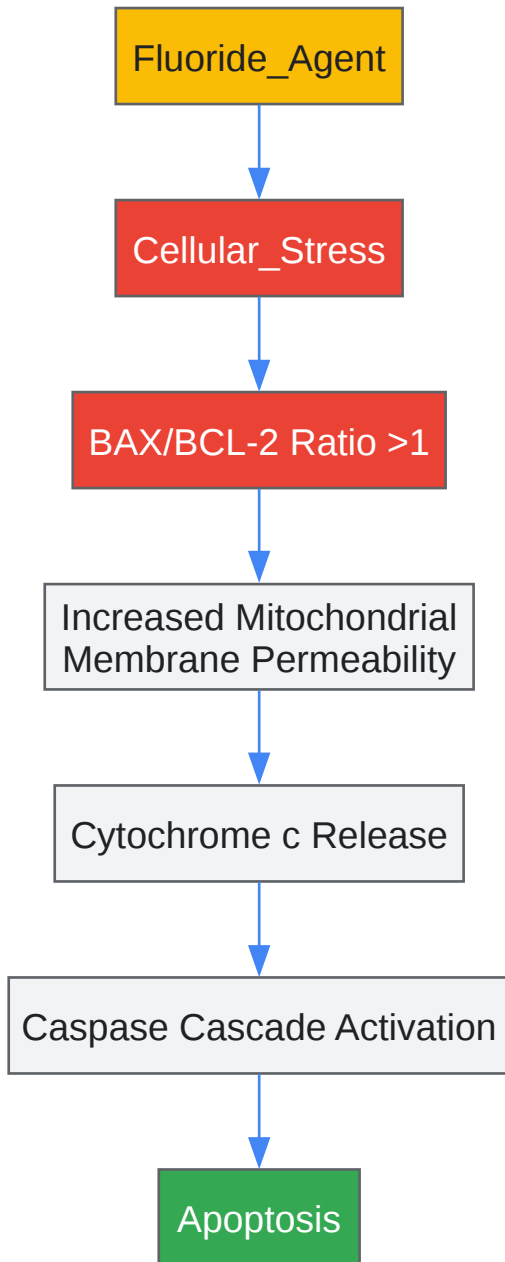 Fluoride_Agent
Cellular_Stress
BAX/BCL-2 Ratio >1
Increased Mitochondrial
Membrane Permeability
Cytochrome c Release
Caspase Cascade Activation
Apoptosis